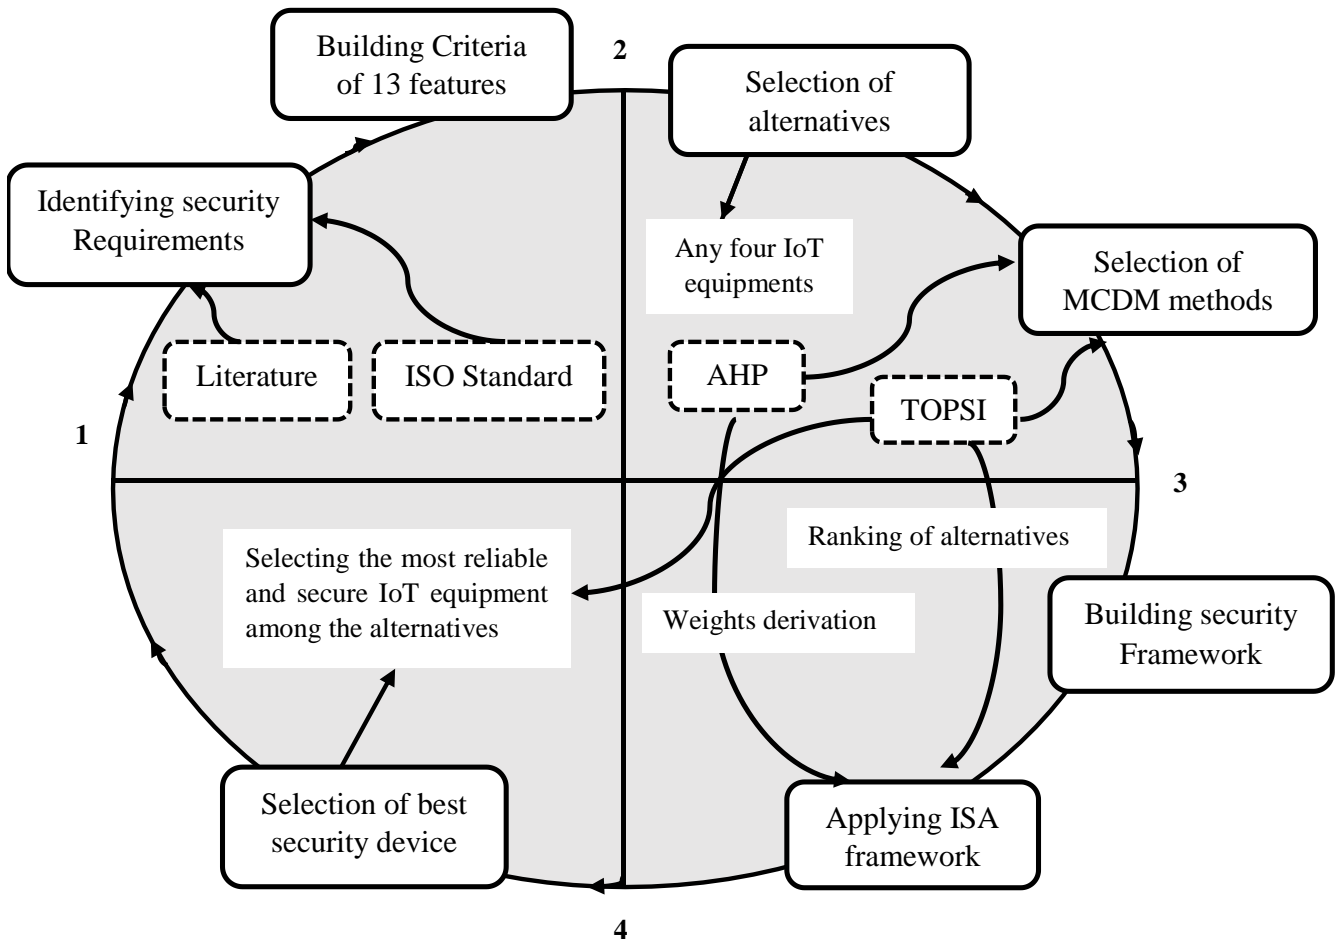 Building Criteria
of 13 features
2
Selection of
alternatives
Identifying security
Requirements
Any four IoT
equipments
Selection of
MCDM methods
Literature
ISO Standard
AHP
TOPSI
1
3
Selecting the most reliable
and secure IoT equipment
among the alternatives
Ranking of alternatives
Weights derivation
Building security
Framework
Selection of best
security device
Applying ISA
framework
4